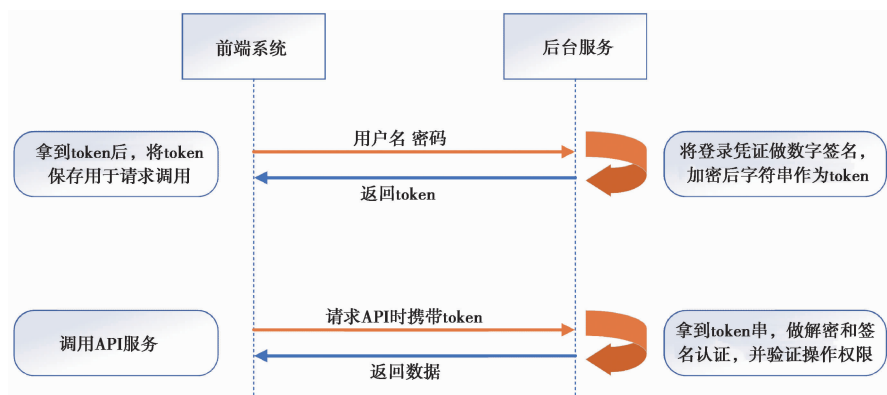 前端系统
后台服务
拿到token后，将token
保存用于请求调用
用户名 密码
返回token
将登录凭证做数字签名，
加密后字符串作为token
调用API服务
请求API时携带token
返回数据
拿到token串，做解密和签
名认证，并验证操作权限